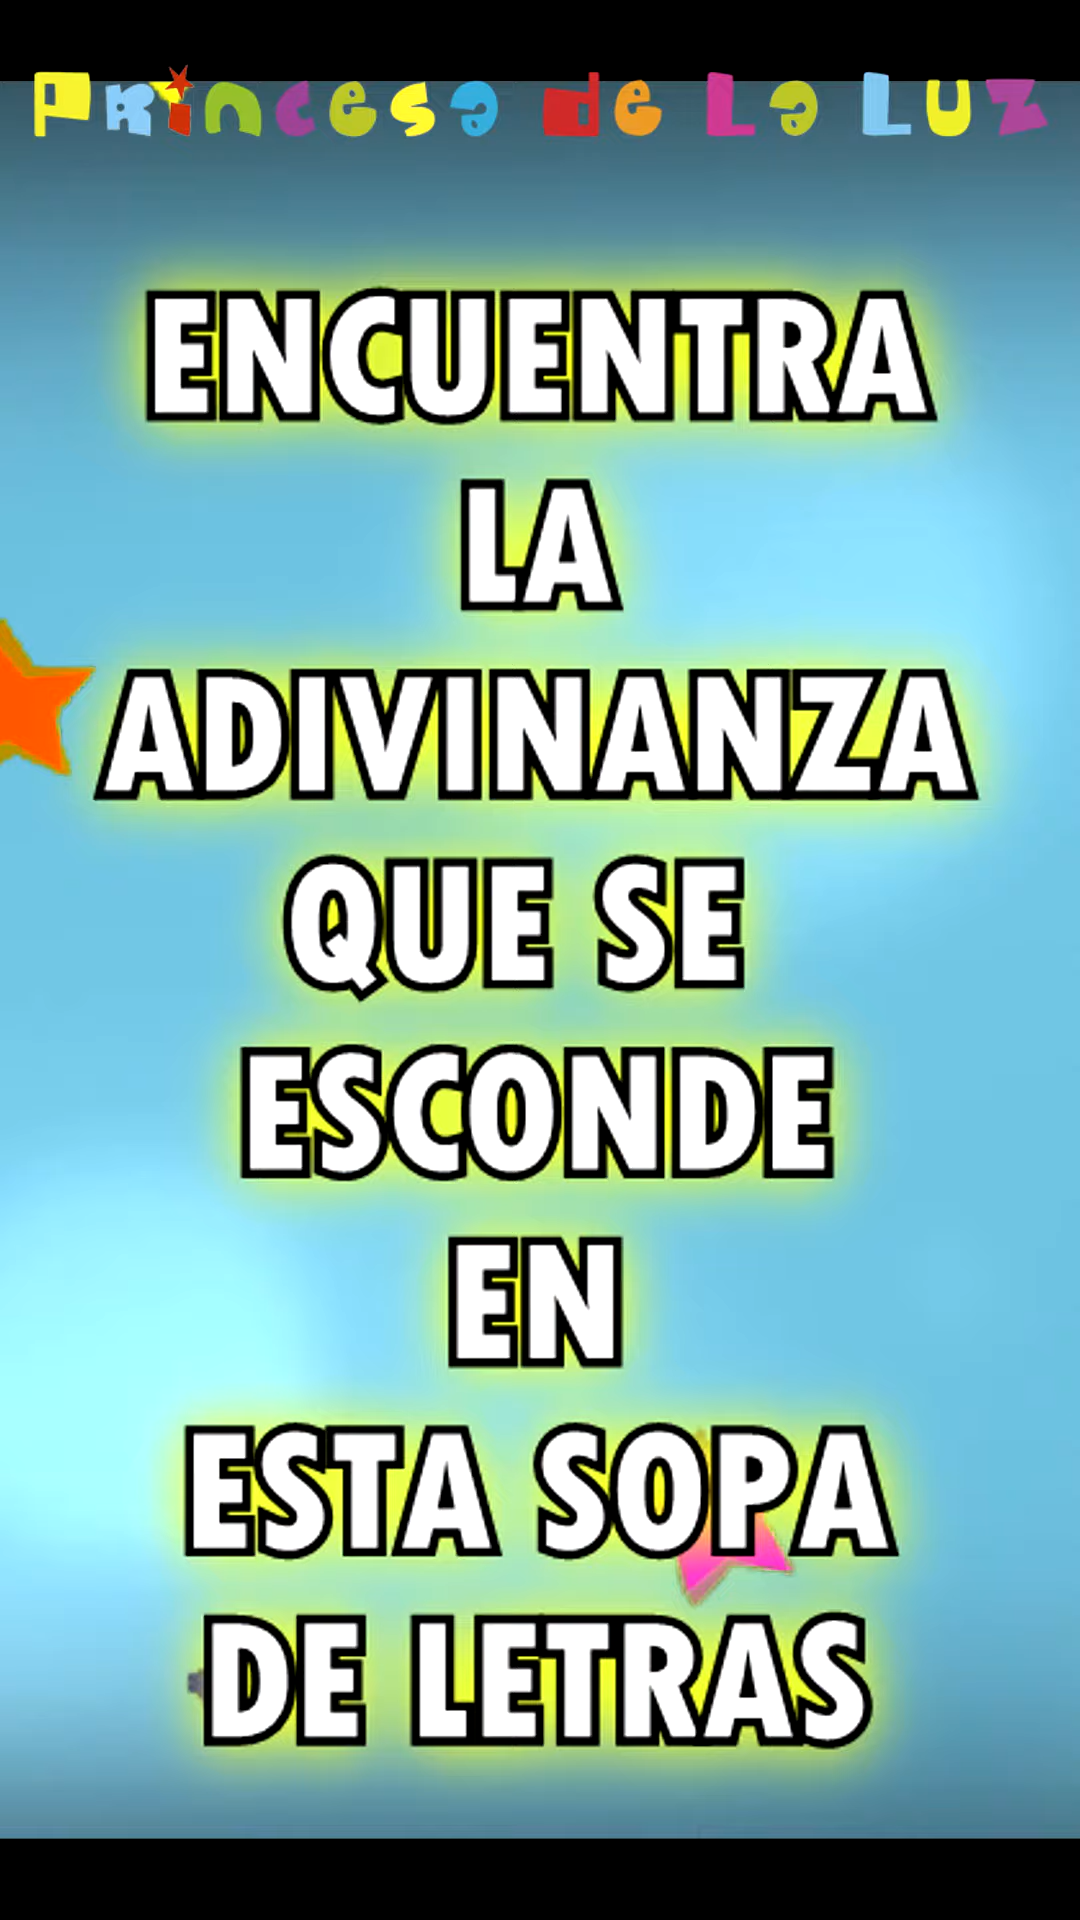 Princesa de La Luz
ENCUENTRA
LA
ADIVINANZA
QUE SE
ESCONDE
EN
ESTA SOPA
DE LETRAS